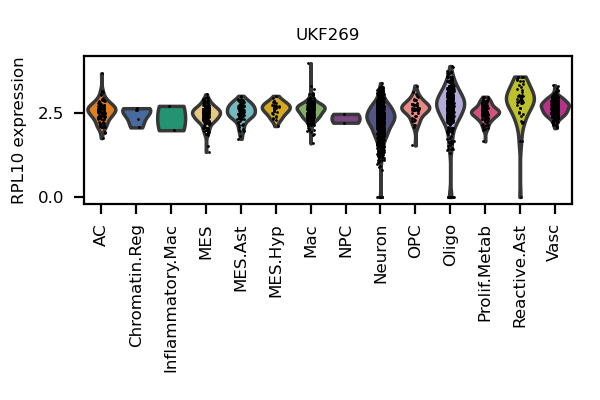 UKF269
RPL10 expression
2.5
0.0
AC
Chromatin.Reg
Inflammatory.Mac
MES
MES.Ast
MES.Hyp
Mac
NPC
Neuron
OPC
Oligo
Prolif.Metab
Reactive.Ast
Vasc